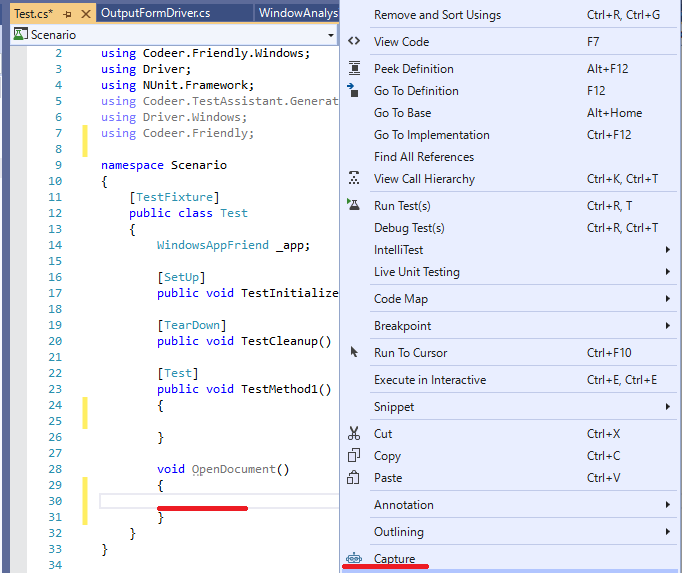 Test.cs*
OutputFormDriver.cs
WindowAnalys
Scenario
2 using Codeer.Friendly.Windows;
3 using Driver;
4 using NUnit.Framework;
5 using Codeer.TestAssistant.Generat
6 using Driver.Windows;
7 using Codeer.Friendly;
8
9 namespace Scenario
10 {
11 [TestFixture]
12 public class Test
13 {
14 WindowsAppFriend _app;
15
16 [SetUp]
17 public void TestInitialize
18
19 [TearDown]
20 public void TestCleanup()
21
22 [Test]
23 public void TestMethod1()
24 {
25
26 }
27
28 void OpenDocument()
29 {
30
31 }
32 }
33 }
34
Remove and Sort Usings Ctrl+R, Ctrl+G
View Code F7
Peek Definition Alt+F12
Go To Definition F12
Go To Base Alt+Home
Go To Implementation Ctrl+F12
Find All References
View Call Hierarchy Ctrl+K, Ctrl+T
Run Test(s) Ctrl+R, T
Debug Test(s) Ctrl+R, Ctrl+T
IntelliTest
Live Unit Testing
Code Map
Breakpoint
Run To Cursor Ctrl+F10
Execute in Interactive Ctrl+E, Ctrl+E
Snippet
Cut Ctrl+X
Copy Ctrl+C
Paste Ctrl+V
Annotation
Outlining
Capture